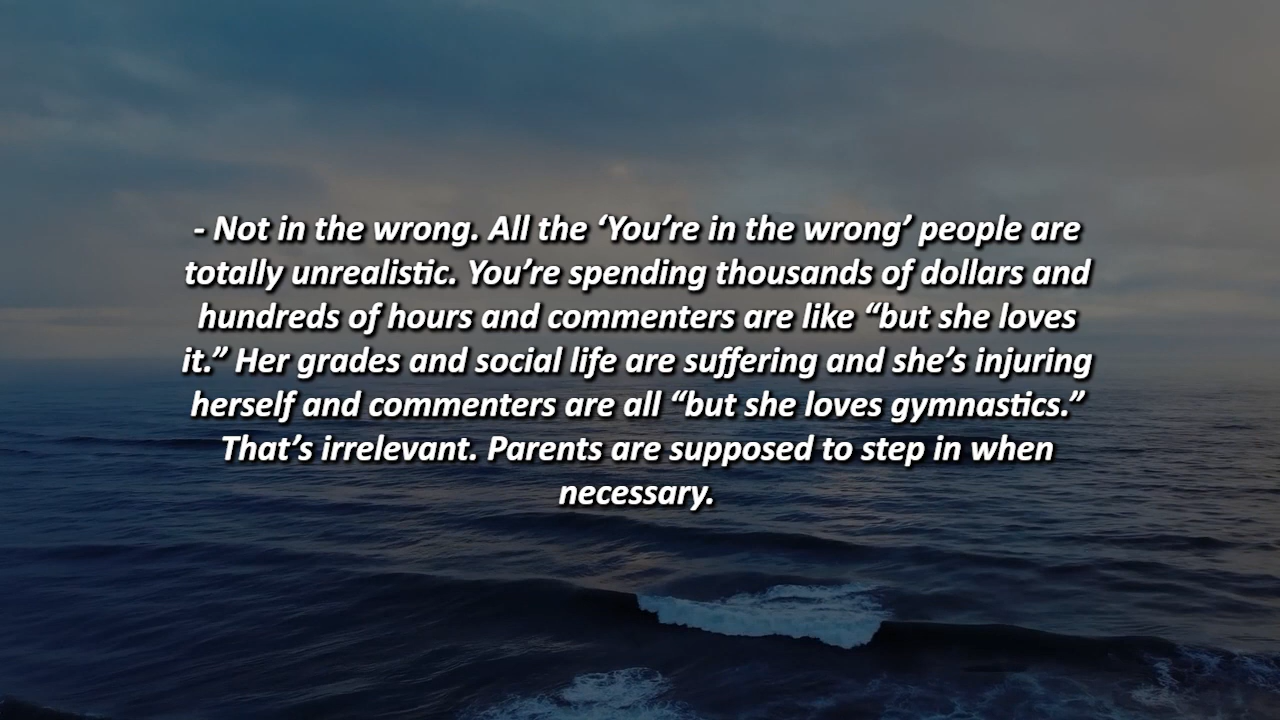 - Not in the wrong. All the ‘You’re in the wrong’ people are
totally unrealistic. You’re spending thousands of dollars and
hundreds of hours and commenters are like “but she loves
it.” Her grades and social life are suffering and she’s injuring
herself and commenters are all “but she loves gymnastics.”
That’s irrelevant. Parents are supposed to step in when
necessary.